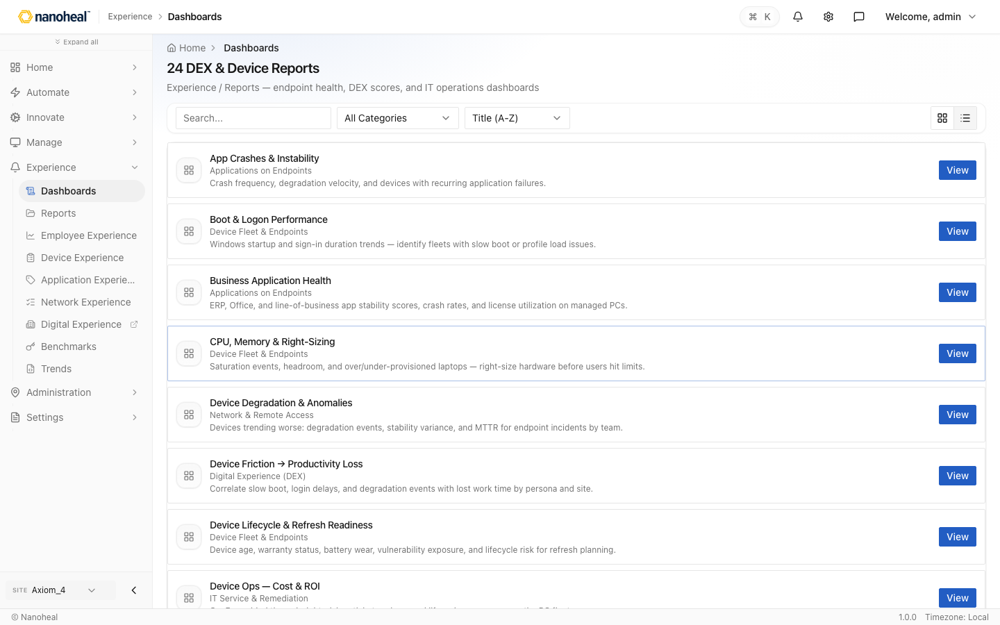 nanoheal™
Experience > Dashboards
⌘ K
Welcome, admin
Expand all
Home
Automate
Innovate
Manage
Experience
Dashboards
Reports
Employee Experience
Device Experience
Application Experie...
Network Experience
Digital Experience
Benchmarks
Trends
Administration
Settings
SITE Axiom_4
Home > Dashboards
24 DEX & Device Reports
Experience / Reports — endpoint health, DEX scores, and IT operations dashboards
Search...
All Categories
Title (A-Z)
App Crashes & Instability
Applications on Endpoints
Crash frequency, degradation velocity, and devices with recurring application failures.
View
Boot & Logon Performance
Device Fleet & Endpoints
Windows startup and sign-in duration trends — identify fleets with slow boot or profile load issues.
View
Business Application Health
Applications on Endpoints
ERP, Office, and line-of-business app stability scores, crash rates, and license utilization on managed PCs.
View
CPU, Memory & Right-Sizing
Device Fleet & Endpoints
Saturation events, headroom, and over/under-provisioned laptops — right-size hardware before users hit limits.
View
Device Degradation & Anomalies
Network & Remote Access
Devices trending worse: degradation events, stability variance, and MTTR for endpoint incidents by team.
View
Device Friction → Productivity Loss
Digital Experience (DEX)
Correlate slow boot, login delays, and degradation events with lost work time by persona and site.
View
Device Lifecycle & Refresh Readiness
Device Fleet & Endpoints
Device age, warranty status, battery wear, vulnerability exposure, and lifecycle risk for refresh planning.
View
Device Ops — Cost & ROI
IT Service & Remediation
View
© Nanoheal
1.0.0 Timezone: Local